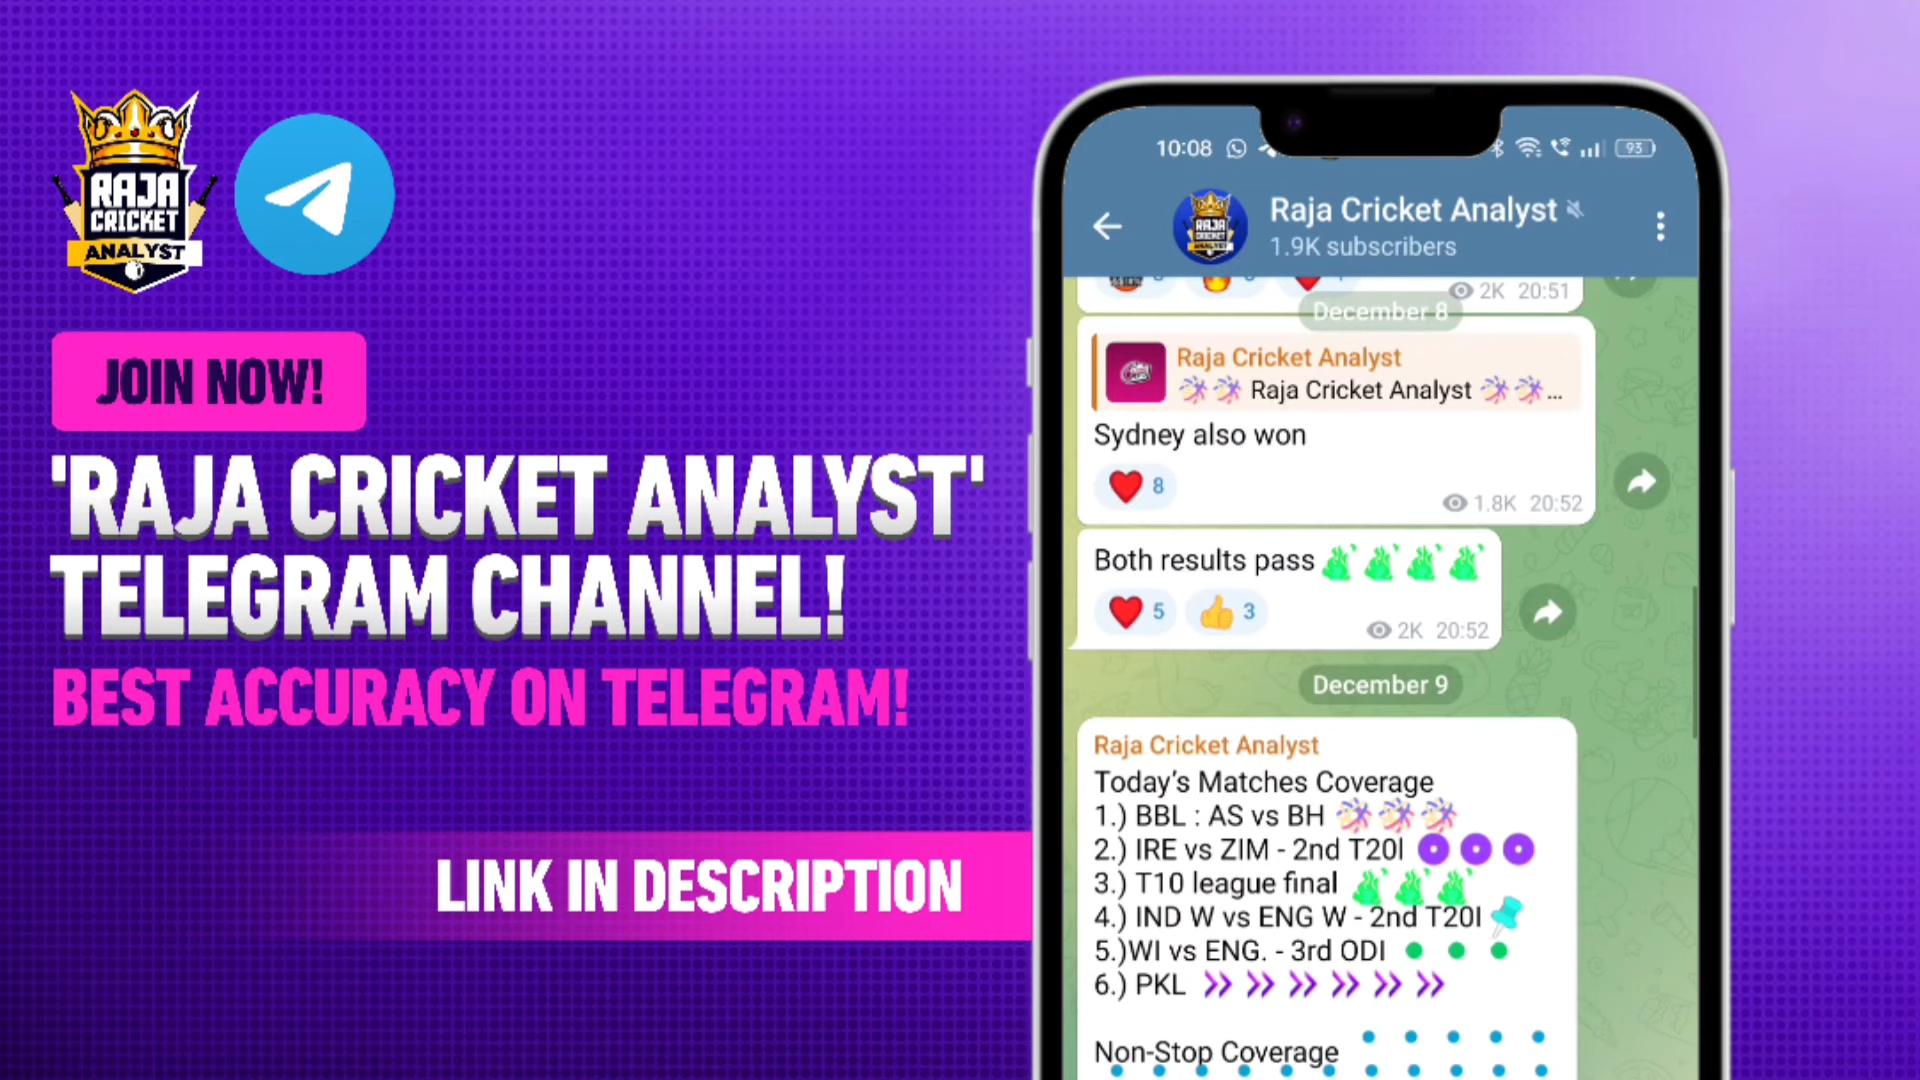 RAJA
CRICKET
ANALYST
JOIN NOW!
'RAJA CRICKET ANALYST'
TELEGRAM CHANNEL!
BEST ACCURACY ON TELEGRAM!
LINK IN DESCRIPTION
10:08
93
Raja Cricket Analyst
1.9K subscribers
RAJA
CRICKET
ANALYST
2K 20:51
December 8
Raja Cricket Analyst
Raja Cricket Analyst ...
Sydney also won
8
1.8K 20:52
Both results pass
5 3
2K 20:52
December 9
Raja Cricket Analyst
Today's Matches Coverage
1.) BBL : AS vs BH
2.) IRE vs ZIM - 2nd T20I
3.) T10 league final
4.) IND W vs ENG W - 2nd T20I
5.)WI vs ENG. - 3rd ODI
6.) PKL
Non-Stop Coverage